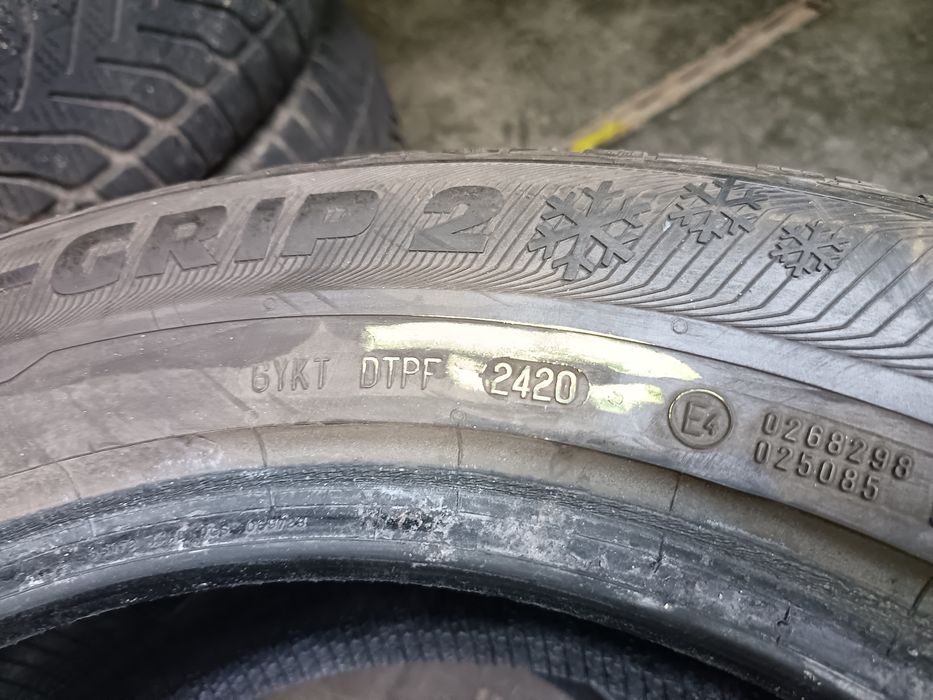 -GRIP 2
6YKT DTPF 2420
E4
0268298
025085